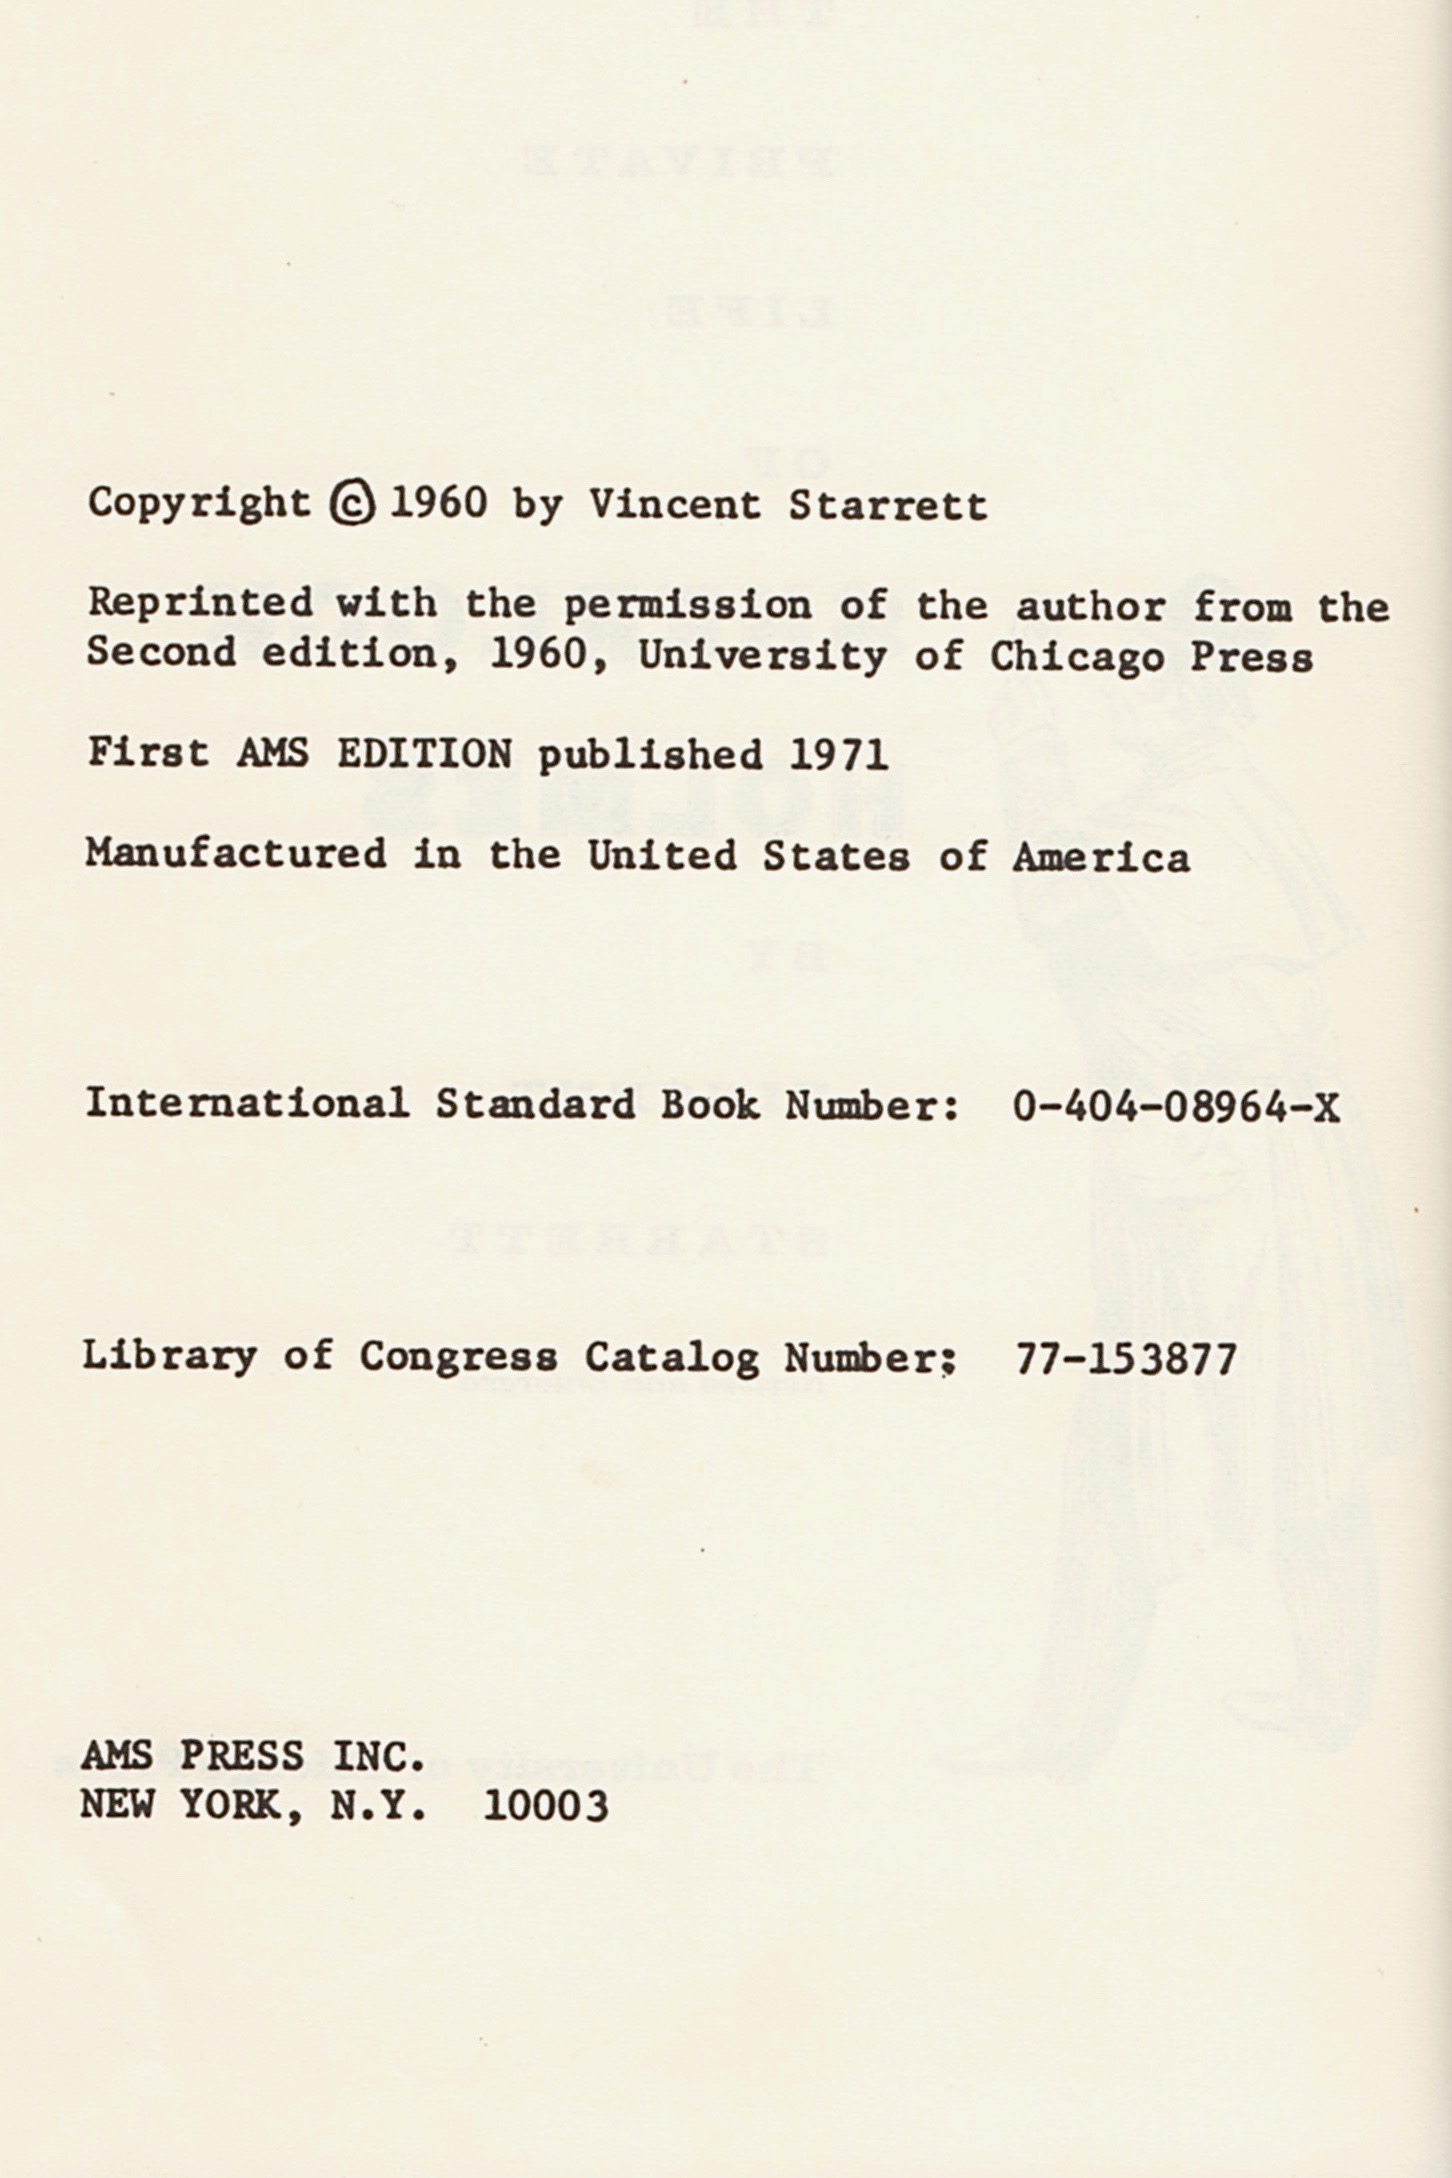 Copyright © 1960 by Vincent Starrett
Reprinted with the permission of the author from the
Second edition, 1960, University of Chicago Press
First AMS EDITION published 1971
Manufactured in the United States of America
International Standard Book Number: 0-404-08964-X
Library of Congress Catalog Number: 77-153877
AMS PRESS INC.
NEW YORK, N.Y. 10003